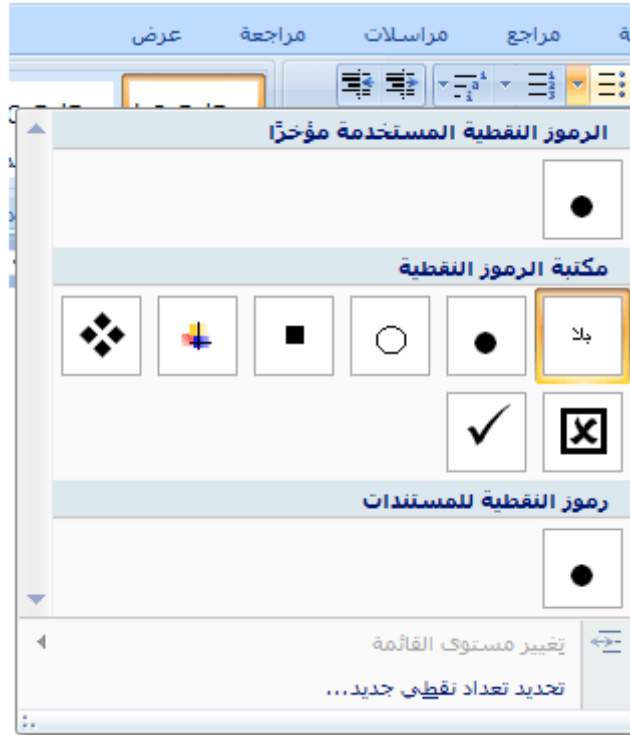 مراجع مراسلات مراجعة عرض
الرموز النقطية المستخدمة مؤخرًا
مكتبة الرموز النقطية
بلا
رموز النقطية للمستندات
تغيير مستوى القائمة
تحديد تعداد نقطي جديد...